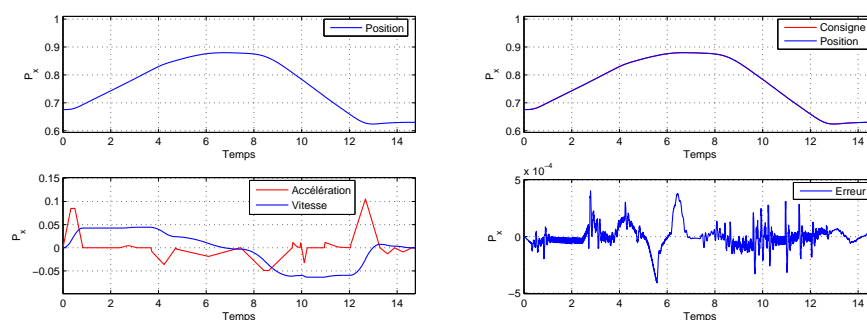 1
0.9
0.8
0.7
0.6
P_x
0 2 4 6 8 10 12 14
Temps
Position
1
0.9
0.8
0.7
0.6
P_x
0 2 4 6 8 10 12 14
Temps
Consigne
Position
0.15
0.1
0.05
0
−0.05
P_x
0 2 4 6 8 10 12 14
Temps
Accélération
Vitesse
5
x 10⁻⁴
0
−5
P_x
0 2 4 6 8 10 12 14
Temps
Erreur